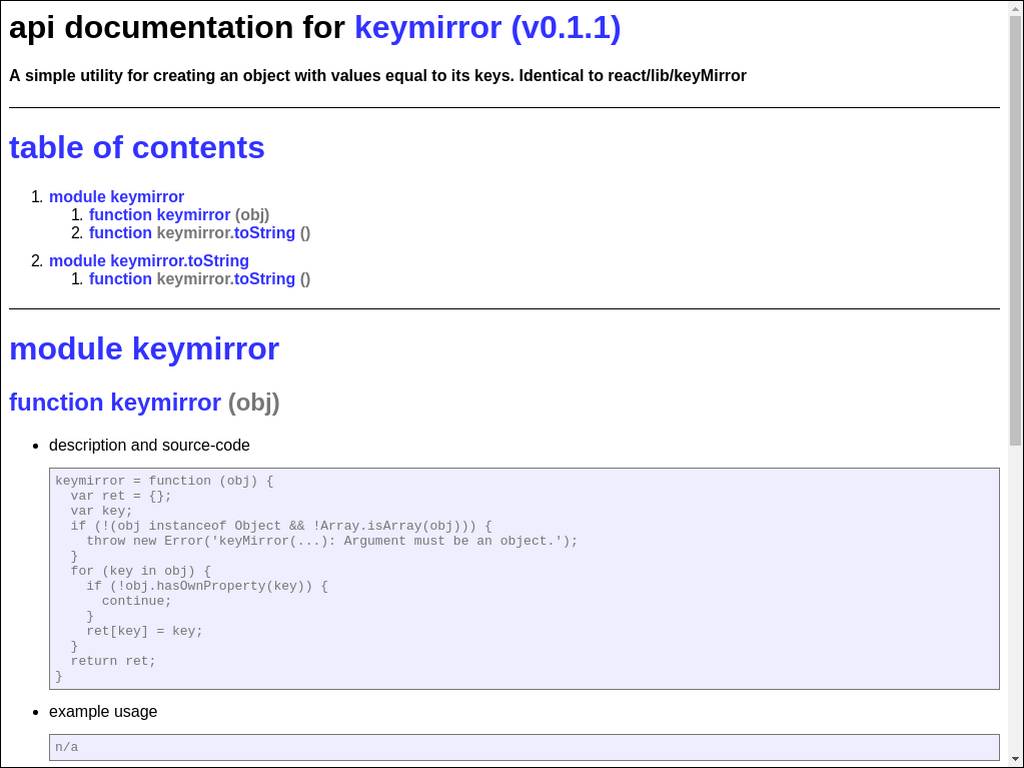 api documentation for keymirror (v0.1.1)
A simple utility for creating an object with values equal to its keys. Identical to react/lib/keyMirror
table of contents
1. module keymirror
1. function keymirror (obj)
2. function keymirror.toString ()
2. module keymirror.toString
1. function keymirror.toString ()
module keymirror
function keymirror (obj)
• description and source-code
keymirror = function (obj) {
  var ret = {};
  var key;
  if (!(obj instanceof Object && !Array.isArray(obj))) {
    throw new Error('keyMirror(...): Argument must be an object.');
  }
  for (key in obj) {
    if (!obj.hasOwnProperty(key)) {
      continue;
    }
    ret[key] = key;
  }
  return ret;
}
• example usage
n/a